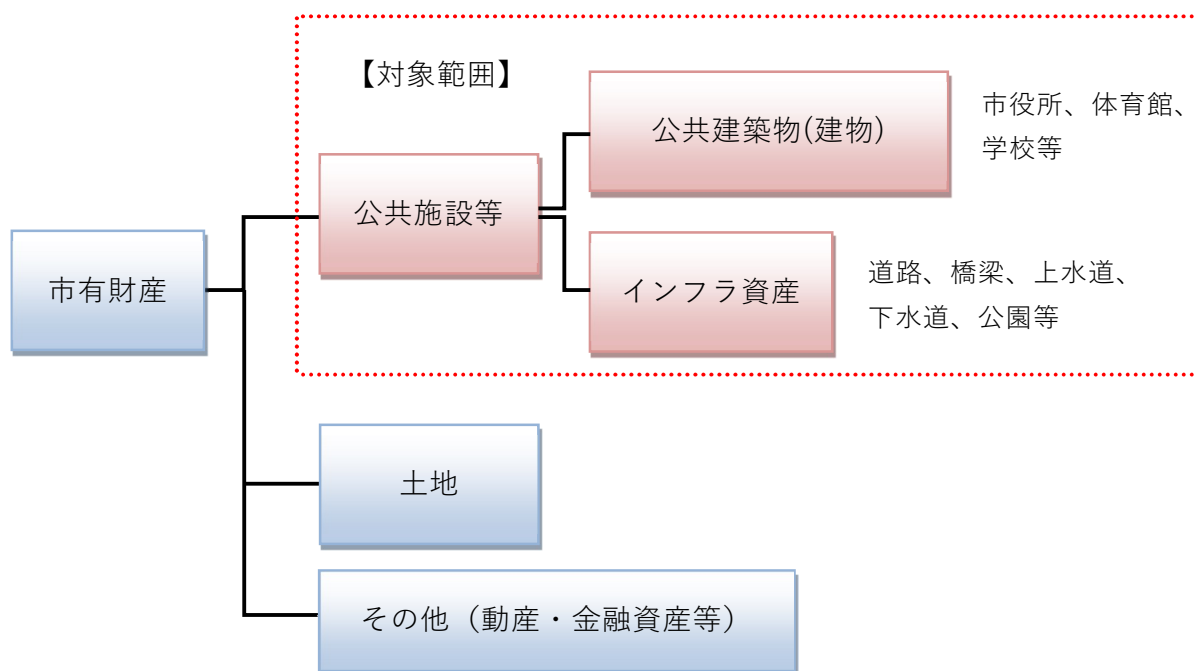 【対象範囲】
公共建築物(建物)
市役所、体育館、
学校等
公共施設等
市有財産
インフラ資産
道路、橋梁、上水道、
下水道、公園等
土地
その他（動産・金融資産等）